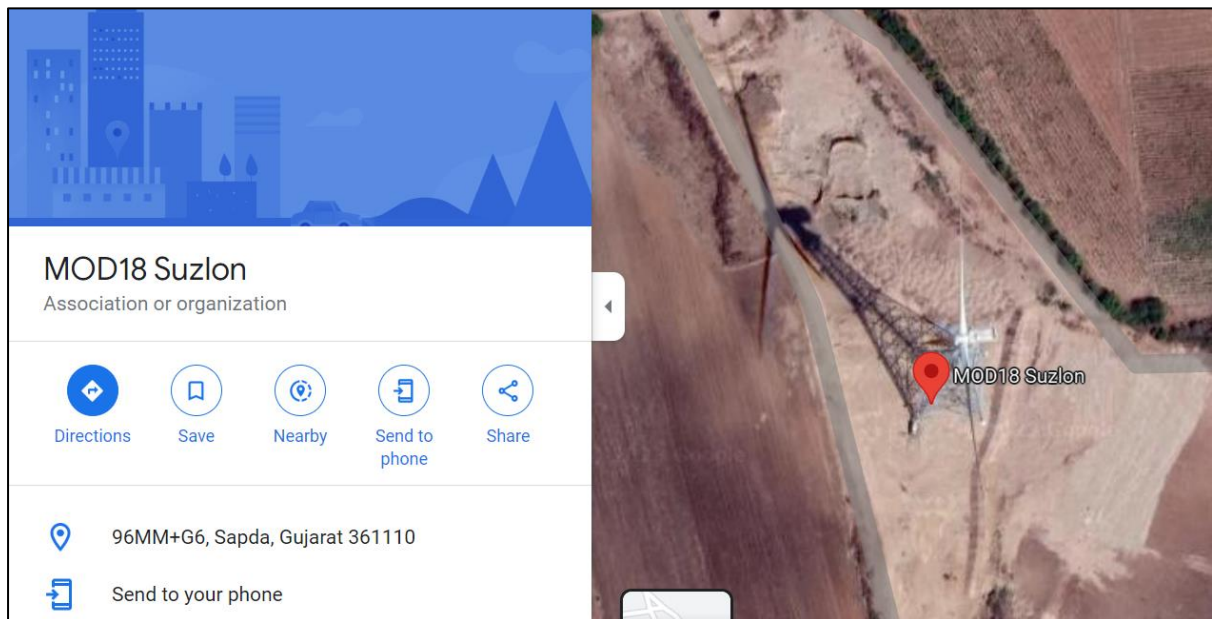 MOD18 Suzlon
Association or organization
Directions
Save
Nearby
Send to
phone
Share
96MM+G6, Sapda, Gujarat 361110
Send to your phone
MOD18 Suzlon